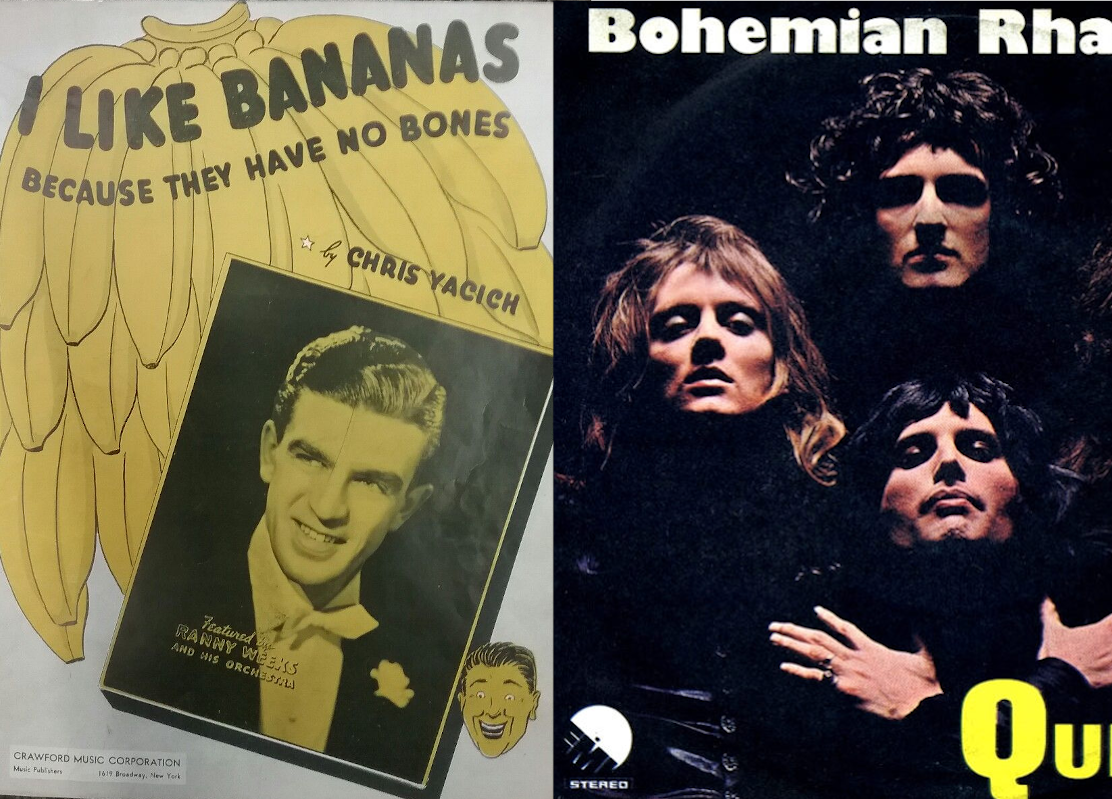 I LIKE BANANAS
BECAUSE THEY HAVE NO BONES
by CHRIS YACICH
Featured by
RANNY WEEKS
AND HIS ORCHESTRA
CRAWFORD MUSIC CORPORATION
Music Publishers 1619 Broadway, New York
Bohemian Rha
EMI
STEREO
Qu